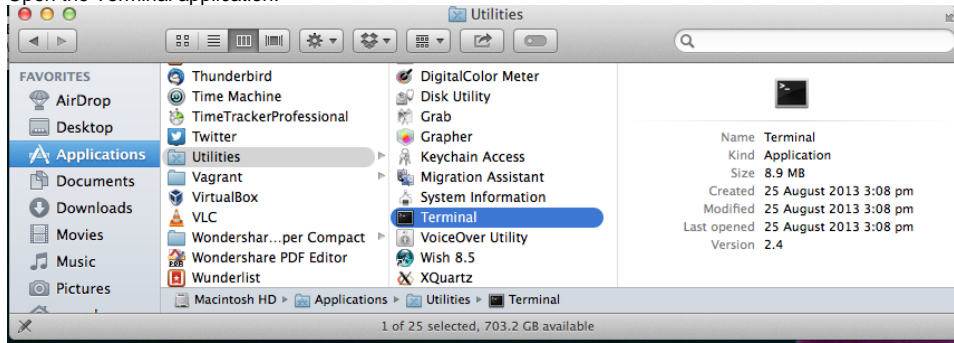 Open the Terminal application.
Utilities
FAVORITES
AirDrop
Desktop
Applications
Documents
Downloads
Movies
Music
Pictures
Thunderbird
Time Machine
TimeTrackerProfessional
Twitter
Utilities
Vagrant
VirtualBox
VLC
Wondershar...per Compact
Wondershare PDF Editor
Wunderlist
DigitalColor Meter
Disk Utility
Grab
Grapher
Keychain Access
Migration Assistant
System Information
Terminal
VoiceOver Utility
Wish 8.5
XQuartz
Name Terminal
Kind Application
Size 8.9 MB
Created 25 August 2013 3:08 pm
Modified 25 August 2013 3:08 pm
Last opened 25 August 2013 3:08 pm
Version 2.4
Macintosh HD ▸ Applications ▸ Utilities ▸ Terminal
1 of 25 selected, 703.2 GB available